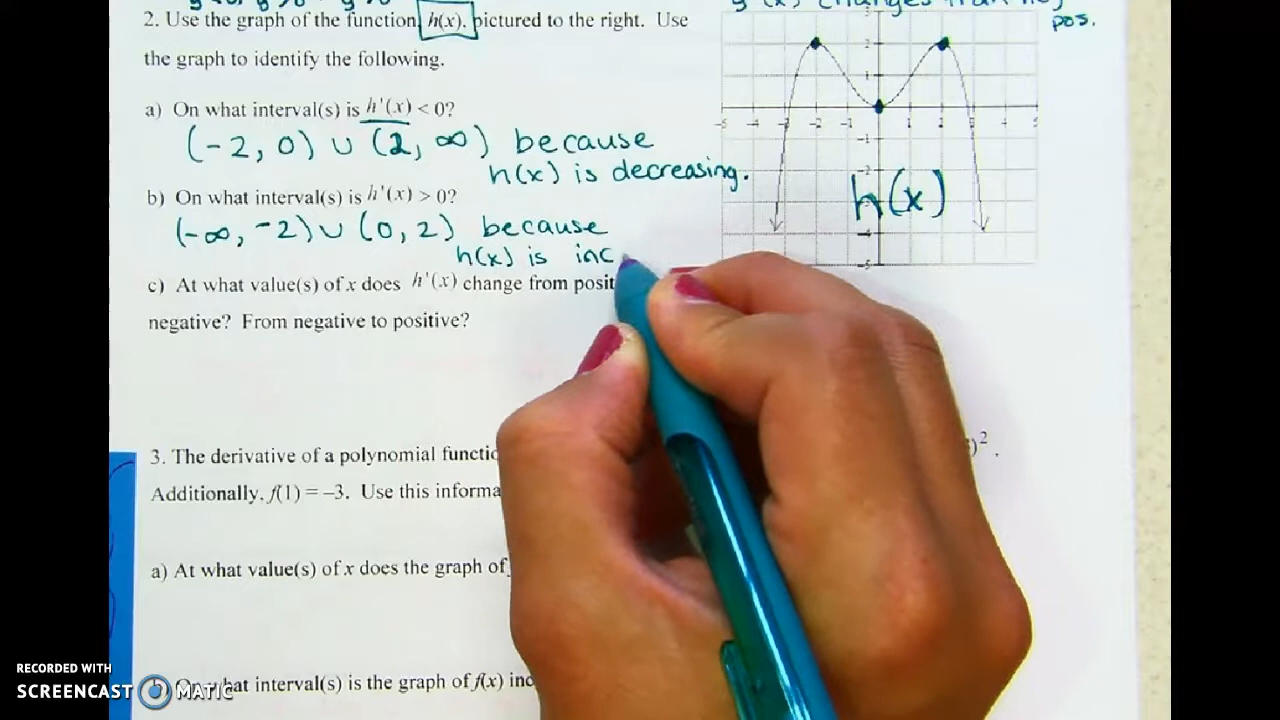 2. Use the graph of the function, h(x), pictured to the right. Use
pos.
the graph to identify the following.
a) On what interval(s) is h'(x) < 0?
(-2, 0) ∪ (2, ∞) because
h(x) is decreasing.
b) On what interval(s) is h'(x) > 0?
(-∞, -2) ∪ (0, 2) because
h(x) is inc
h(x)
c) At what value(s) of x does h'(x) change from posit
negative? From negative to positive?
3. The derivative of a polynomial functio
)².
Additionally, f(1) = –3. Use this informa
a) At what value(s) of x does the graph of
hat interval(s) is the graph of f(x) inc
RECORDED WITH
SCREENCAST MATIC